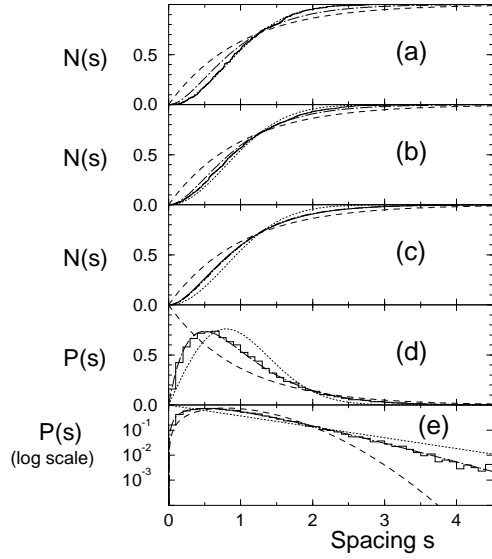 N(s)
0.5
0.0
(a)
N(s)
0.5
0.0
(b)
N(s)
0.5
0.0
(c)
P(s)
0.5
0.0
(d)
P(s)
(log scale)
10-1
10-2
10-3
(e)
0 1 2 3 4
Spacing s